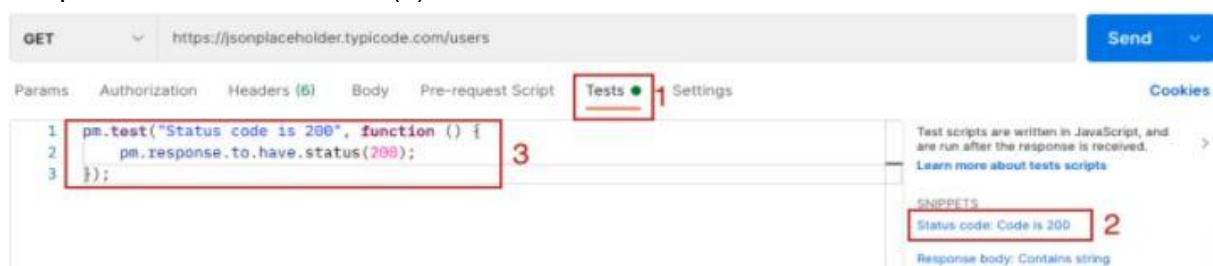 GET https://jsonplaceholder.typicode.com/users Send
Params Authorization Headers (6) Body Pre-request Script Tests 1 Settings Cookies
1 pm.test("Status code is 200", function () {
2 pm.response.to.have.status(200);
3 });
3
Test scripts are written in JavaScript, and
are run after the response is received.
Learn more about tests scripts
SNIPPETS
Status code: Code is 200 2
Response body: Contains string